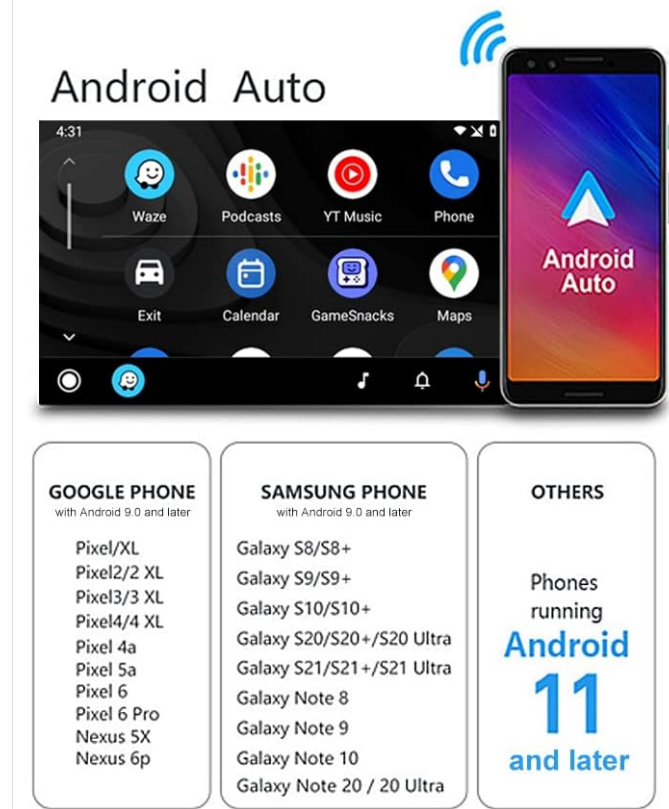 Android Auto
4:31
Waze
Podcasts
YT Music
Phone
Exit
Calendar
GameSnacks
Maps
Android
Auto
GOOGLE PHONE
with Android 9.0 and later
Pixel/XL
Pixel2/2 XL
Pixel3/3 XL
Pixel4/4 XL
Pixel 4a
Pixel 5a
Pixel 6
Pixel 6 Pro
Nexus 5X
Nexus 6p
SAMSUNG PHONE
with Android 9.0 and later
Galaxy S8/S8+
Galaxy S9/S9+
Galaxy S10/S10+
Galaxy S20/S20+/S20 Ultra
Galaxy S21/S21+/S21 Ultra
Galaxy Note 8
Galaxy Note 9
Galaxy Note 10
Galaxy Note 20 / 20 Ultra
OTHERS
Phones
running
Android
11
and later